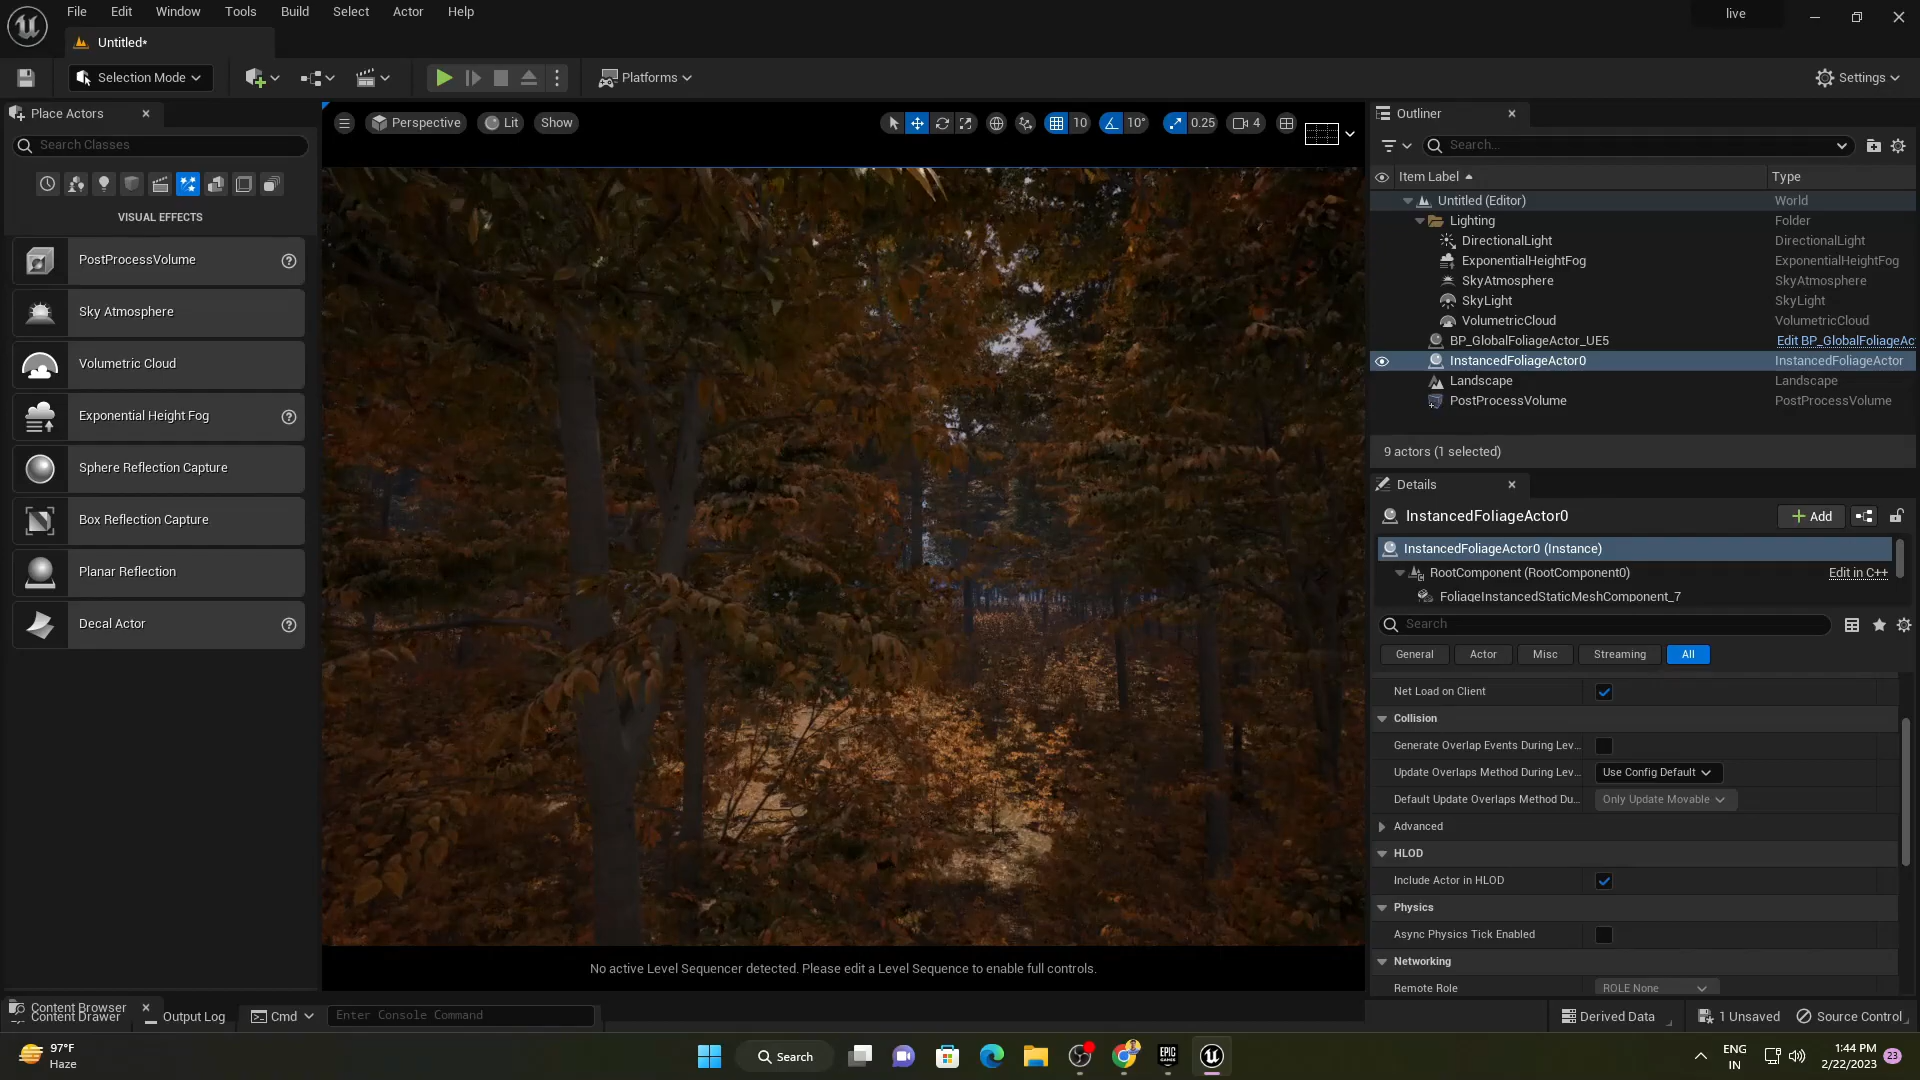 File Edit Window Tools Build Select Actor Help
live
Untitled*
Selection Mode
Platforms
Settings
Place Actors
Search Classes
VISUAL EFFECTS
PostProcessVolume
Sky Atmosphere
Volumetric Cloud
Exponential Height Fog
Sphere Reflection Capture
Box Reflection Capture
Planar Reflection
Decal Actor
Perspective Lit Show
10 10° 0.25 4
No active Level Sequencer detected. Please edit a Level Sequence to enable full controls.
Outliner
Search...
Item Label Type
Untitled (Editor) World
Lighting Folder
DirectionalLight DirectionalLight
ExponentialHeightFog ExponentialHeightFog
SkyAtmosphere SkyAtmosphere
SkyLight SkyLight
VolumetricCloud VolumetricCloud
BP_GlobalFoliageActor_UE5 Edit BP_GlobalFoliageAc
InstancedFoliageActor0 InstancedFoliageActor
Landscape Landscape
PostProcessVolume PostProcessVolume
9 actors (1 selected)
Details
InstancedFoliageActor0
Add
InstancedFoliageActor0 (Instance)
RootComponent (RootComponent0) Edit in C++
FoliageInstancedStaticMeshComponent_7
Search
General Actor Misc Streaming All
Net Load on Client
Collision
Generate Overlap Events During Lev...
Update Overlaps Method During Lev... Use Config Default
Default Update Overlaps Method Du... Only Update Movable
Advanced
HLOD
Include Actor in HLOD
Physics
Async Physics Tick Enabled
Networking
Remote Role ROLE None
Content Browser
Content Drawer Output Log Cmd Enter Console Command
Derived Data 1 Unsaved Source Control
97°F
Haze
Search
EPIC
GAMES
ENG
IN
1:44 PM
2/22/2023
23